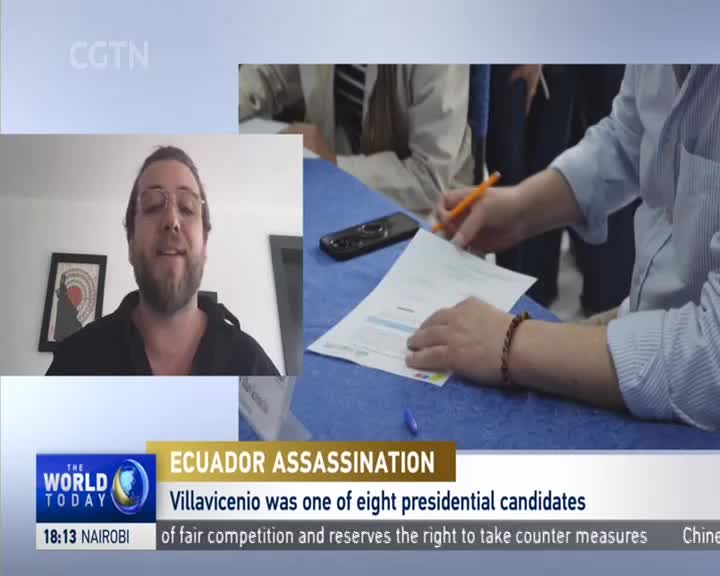 CGTN
ECUADOR ASSASSINATION
THE
WORLD
TODAY
Villavicenio was one of eight presidential candidates
18:13 NAIROBI
of fair competition and reserves the right to take counter measures
Chine